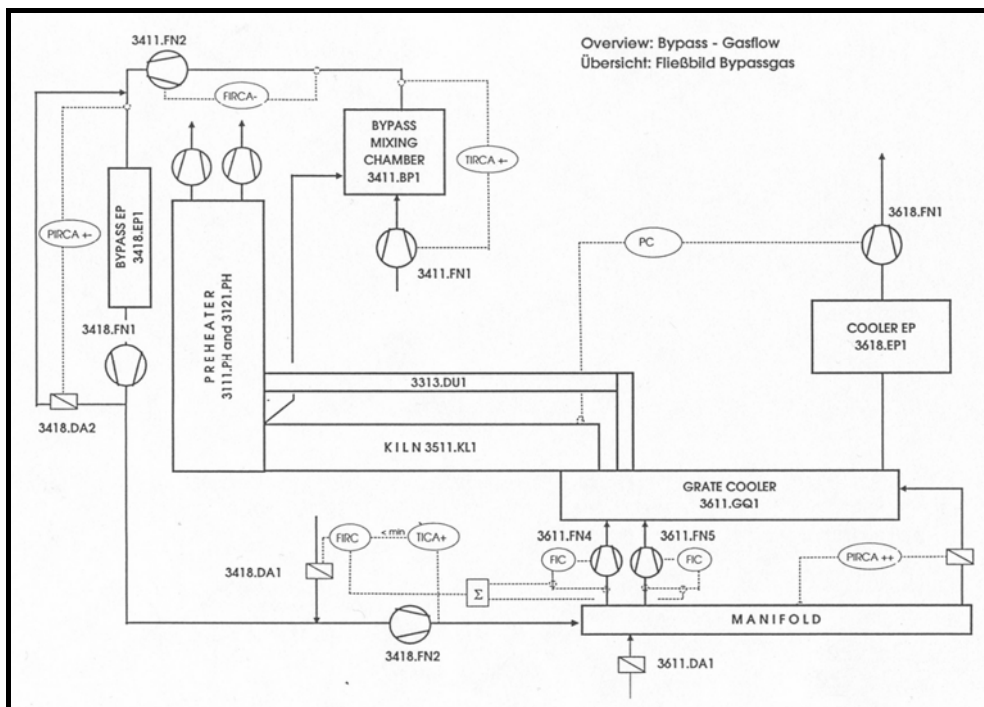 3411.FN2
Overview: Bypass - Gasflow
Übersicht: Fließbild Bypassgas
FIRCA-
BYPASS
MIXING
CHAMBER
3411.BP1
TIRCA +-
PIRCA +-
BYPASS EP
3418.EP1
3411.FN1
PC
3618.FN1
3418.FN1
PREHEATER
3111.PH and 3121.PH
COOLER EP
3618.EP1
3313.DU1
3418.DA2
KILN 3511.KL1
GRATE COOLER
3611.GQ1
3611.FN4
3611.FN5
FIRC
< min
TICA+
FIC
FIC
PIRCA ++
3418.DA1
Σ
MANIFOLD
3418.FN2
3611.DA1